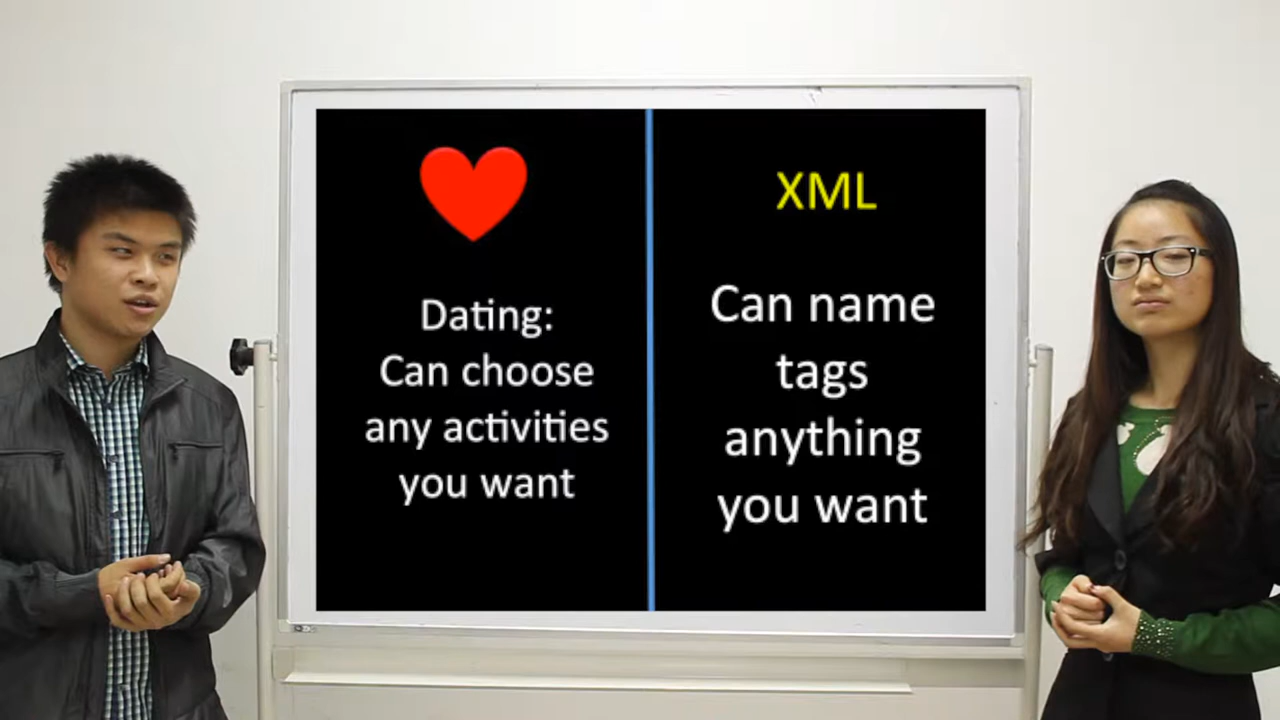 Dating:
Can choose
any activities
you want
XML
Can name
tags
anything
you want